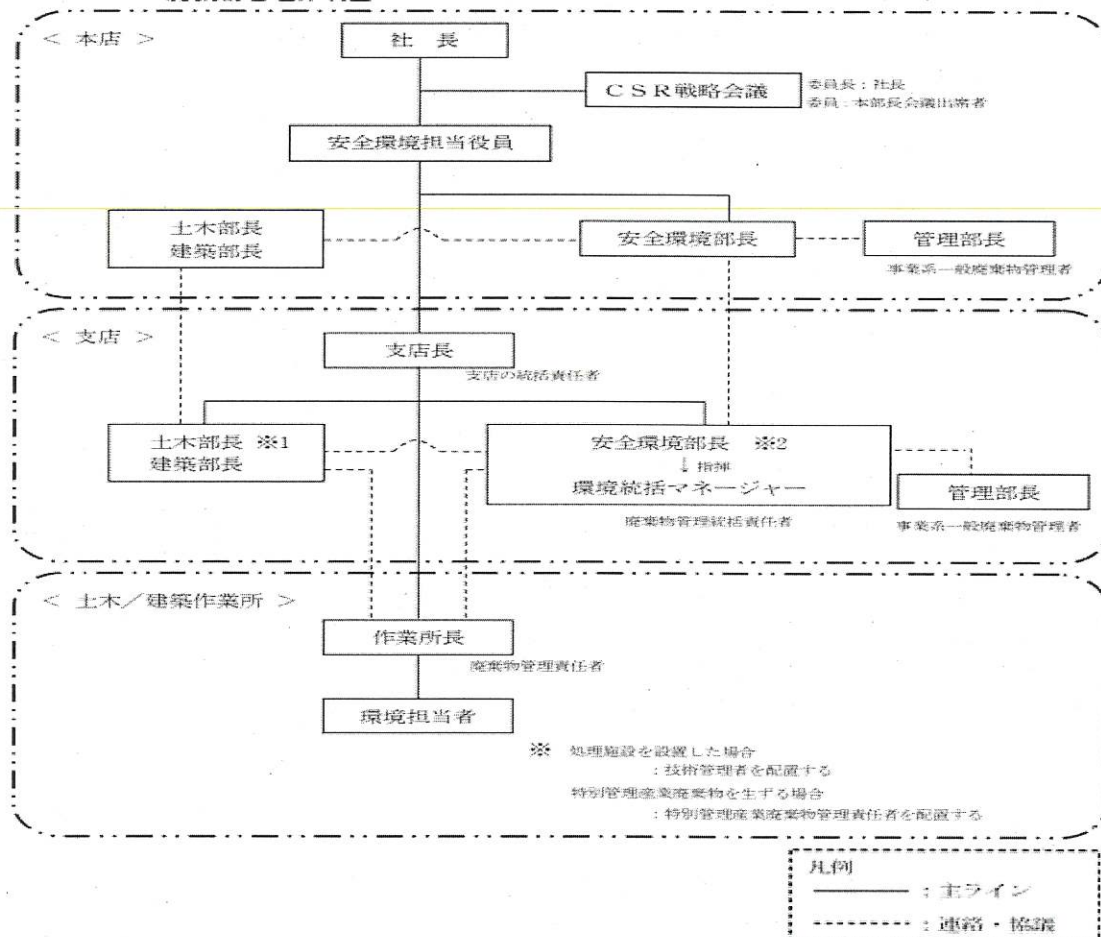 < 本店 >
社 長
CSR戦略会議
委員長:社長
委員:本部長会議出席者
安全環境担当役員
土木部長
建築部長
安全環境部長
管理部長
事業系一般廃棄物管理者
< 支店 >
支店長
支店の統括責任者
土木部長 ※1
建築部長
安全環境部長 ※2
↓指揮
環境統括マネージャー
廃棄物管理統括責任者
管理部長
事業系一般廃棄物管理者
< 土木/建築作業所 >
作業所長
廃棄物管理責任者
環境担当者
※ 処理施設を設置した場合
:技術管理者を配置する
特別管理産業廃棄物を生ずる場合
:特別管理産業廃棄物管理責任者を配置する
凡例
:主ライン
:連絡・協議